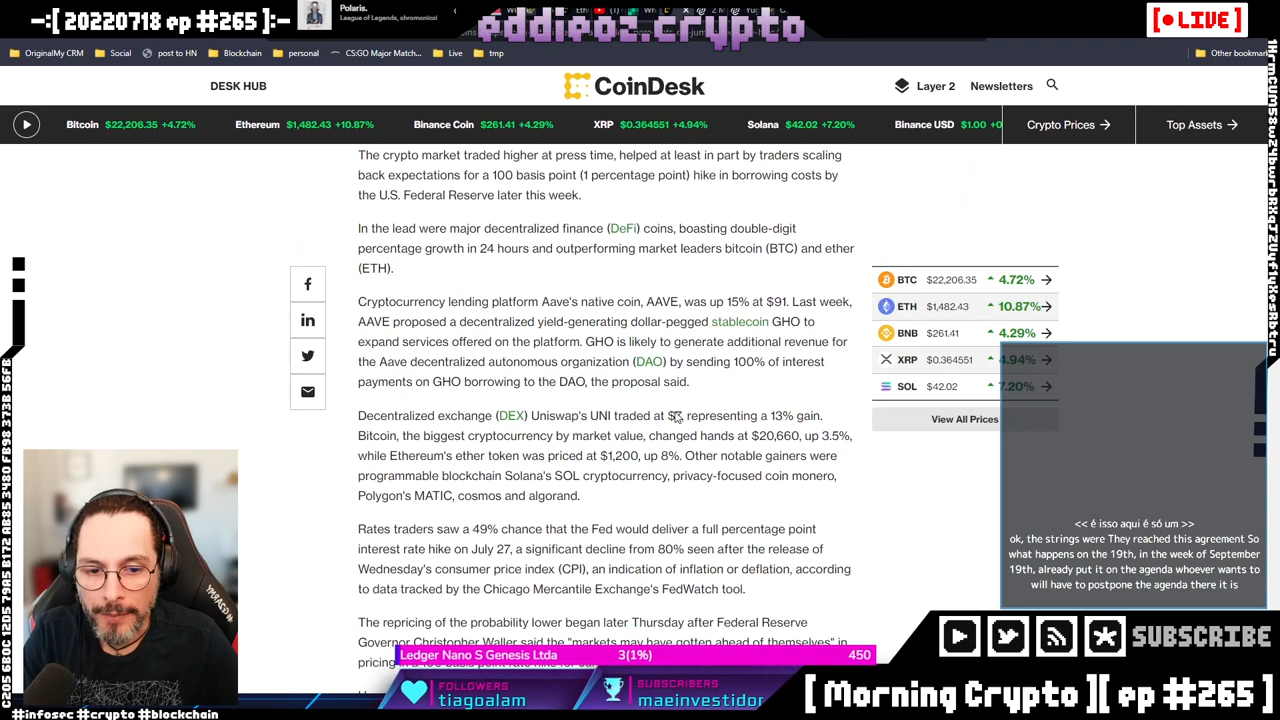 -:[ 20220718 ep #265 ]:-
Polaris.
League of Legends, chromonicci
eddieoz.crypto
[ • LIVE ]
OriginalMy CRM
Social
post to HN
Blockchain
personal
CS:GO Major Match...
Live
tmp
Other bookmar
DESK HUB
CoinDesk
Layer 2
Newsletters
Bitcoin $22,206.35 +4.72%
Ethereum $1,482.43 +10.87%
Binance Coin $261.41 +4.29%
XRP $0.364551 +4.94%
Solana $42.02 +7.20%
Binance USD $1.00 +0
Crypto Prices →
Top Assets →
The crypto market traded higher at press time, helped at least in part by traders scaling
back expectations for a 100 basis point (1 percentage point) hike in borrowing costs by
the U.S. Federal Reserve later this week.
In the lead were major decentralized finance (DeFi) coins, boasting double-digit
percentage growth in 24 hours and outperforming market leaders bitcoin (BTC) and ether
(ETH).
Cryptocurrency lending platform Aave's native coin, AAVE, was up 15% at $91. Last week,
AAVE proposed a decentralized yield-generating dollar-pegged stablecoin GHO to
expand services offered on the platform. GHO is likely to generate additional revenue for
the Aave decentralized autonomous organization (DAO) by sending 100% of interest
payments on GHO borrowing to the DAO, the proposal said.
Decentralized exchange (DEX) Uniswap's UNI traded at representing a 13% gain.
Bitcoin, the biggest cryptocurrency by market value, changed hands at $20,660, up 3.5%,
while Ethereum's ether token was priced at $1,200, up 8%. Other notable gainers were
programmable blockchain Solana's SOL cryptocurrency, privacy-focused coin monero,
Polygon's MATIC, cosmos and algorand.
Rates traders saw a 49% chance that the Fed would deliver a full percentage point
interest rate hike on July 27, a significant decline from 80% seen after the release of
Wednesday's consumer price index (CPI), an indication of inflation or deflation, according
to data tracked by the Chicago Mercantile Exchange's FedWatch tool.
The repricing of the probability lower began later Thursday after Federal Reserve
Governor Christopher Waller said the "markets may have gotten ahead of themselves" in
BTC $22,206.35 4.72% →
ETH $1,482.43 10.87% →
BNB $261.41 4.29% →
XRP $0.364551 4.94% →
SOL $42.02 7.20% →
View All Prices
<< é isso aqui é só um >>
ok, the strings were They reached this agreement So
what happens on the 19th, in the week of September
19th, already put it on the agenda whoever wants to
will have to postpone the agenda there it is
Ledger Nano S Genesis Ltda 3(1%) 450
FOLLOWERS
tiagoalam
SUBSCRIBERS
maeinvestidor
SUBSCRIBE
[ Morning Crypto ][ ep #265 ]
#infosec #crypto #blockchain